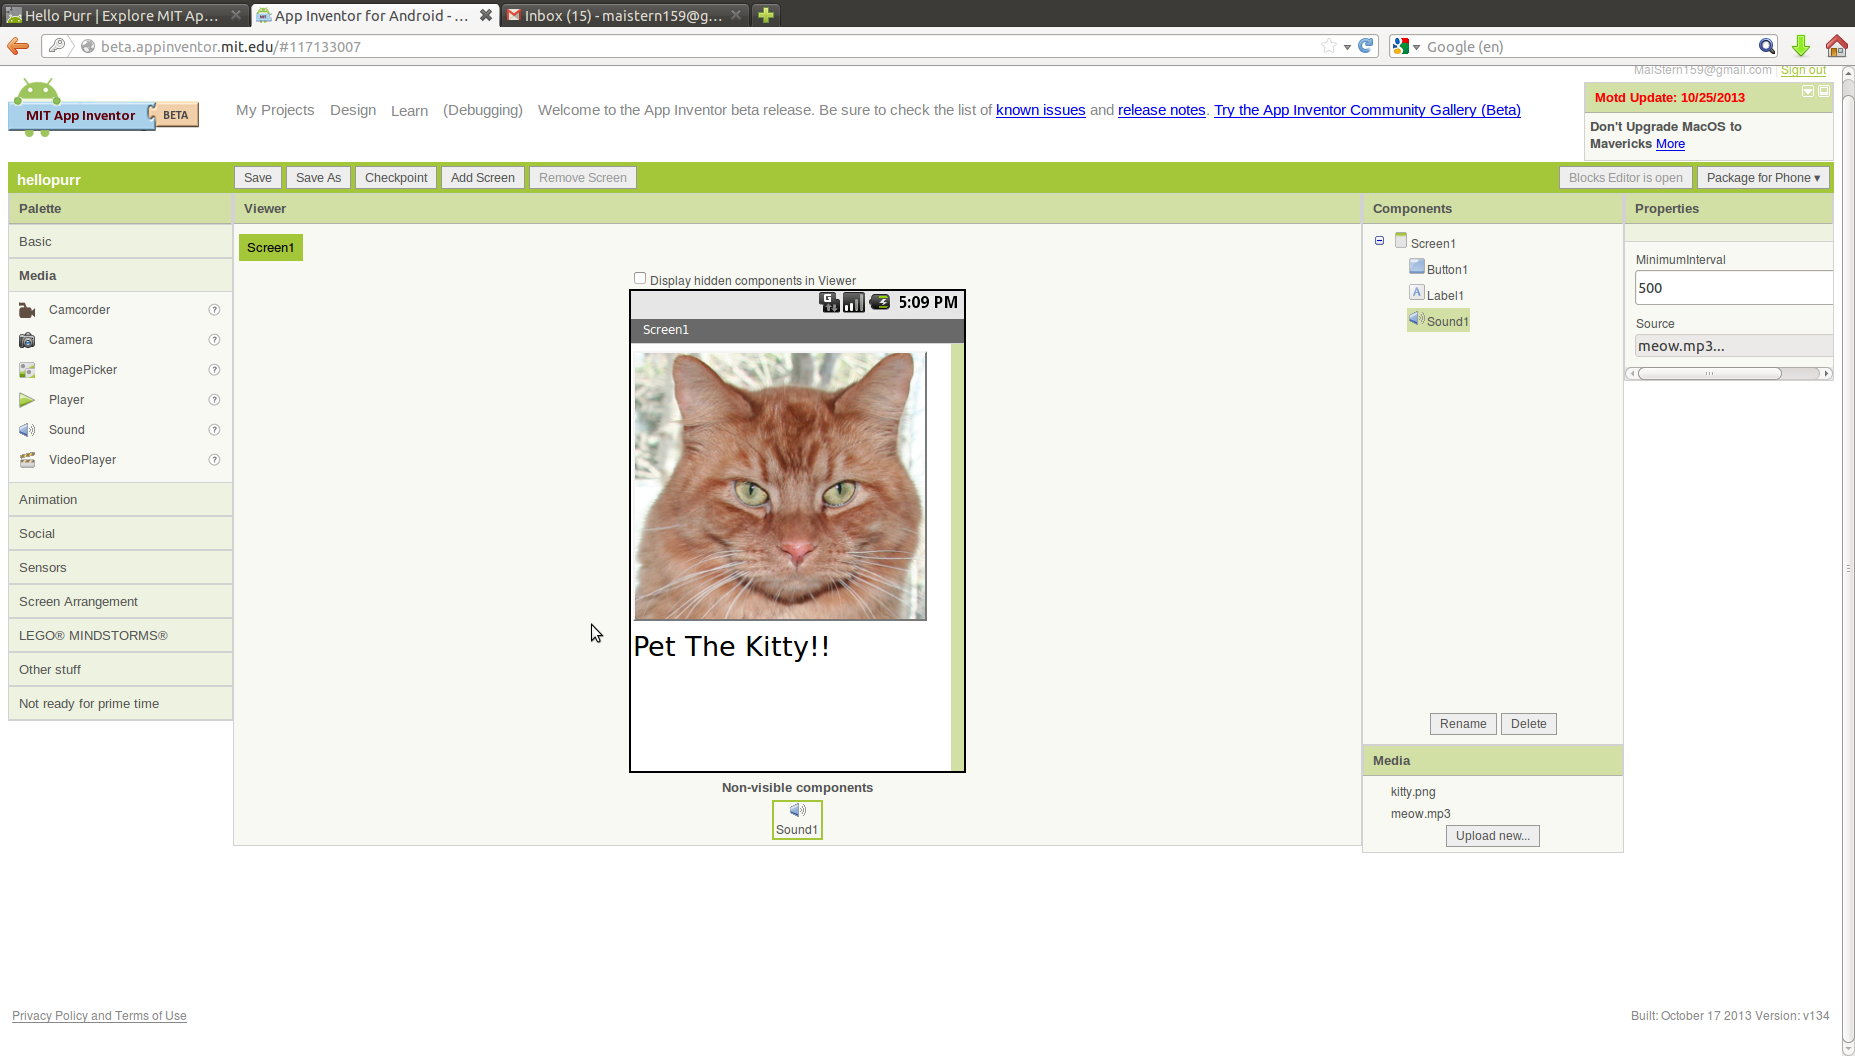 Hello Purr | Explore MIT Ap...
App Inventor for Android - ...
Inbox (15) - maistern159@g...
beta.appinventor.mit.edu/#117133007
Google (en)
MaiStern159@gmail.com | Sign out
MIT App Inventor BETA
My Projects Design Learn (Debugging) Welcome to the App Inventor beta release. Be sure to check the list of known issues and release notes. Try the App Inventor Community Gallery (Beta)
Motd Update: 10/25/2013
Don't Upgrade MacOS to
Mavericks More
hellopurr
Save Save As Checkpoint Add Screen Remove Screen
Blocks Editor is open Package for Phone ▾
Palette
Basic
Media
Camcorder ?
Camera ?
ImagePicker ?
Player ?
Sound ?
VideoPlayer ?
Animation
Social
Sensors
Screen Arrangement
LEGO® MINDSTORMS®
Other stuff
Not ready for prime time
Viewer
Screen1
Display hidden components in Viewer
G 5:09 PM
Screen1
Pet The Kitty!!
Non-visible components
Sound1
Components
Screen1
Button1
A Label1
Sound1
Rename Delete
Media
kitty.png
meow.mp3
Upload new...
Properties
MinimumInterval
500
Source
meow.mp3...
Privacy Policy and Terms of Use
Built: October 17 2013 Version: v134